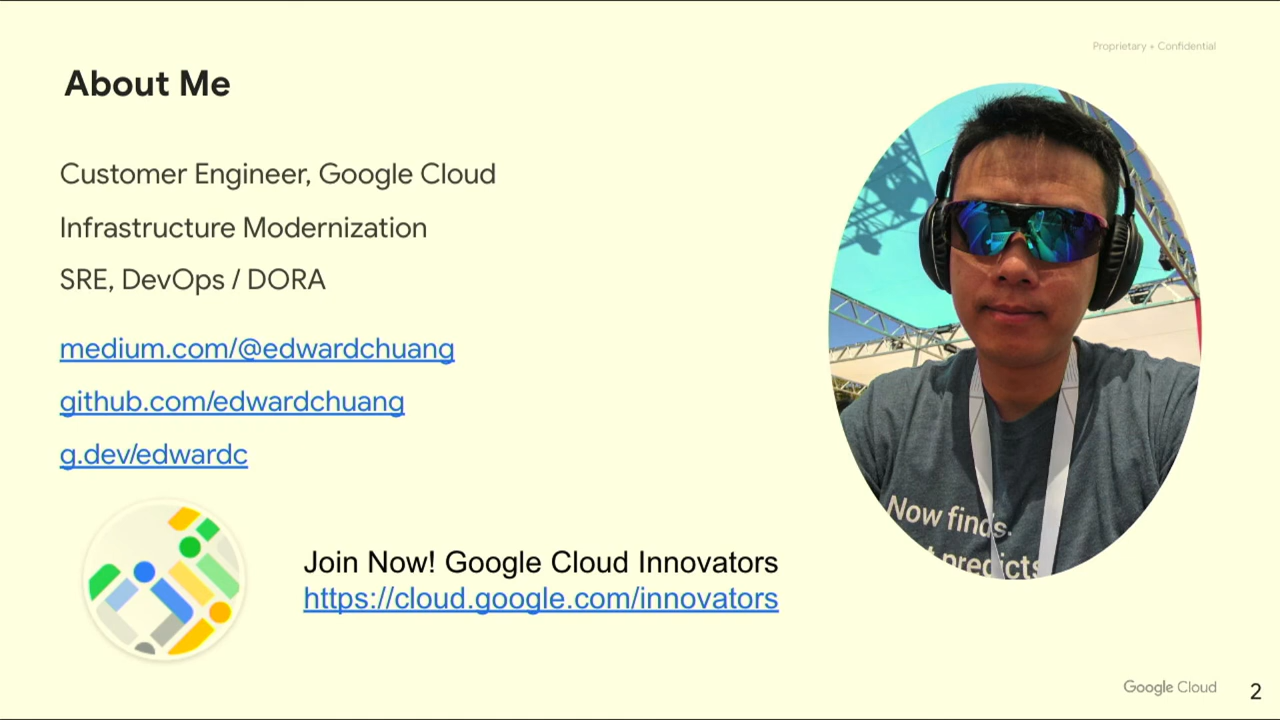 Proprietary + Confidential
About Me
Customer Engineer, Google Cloud
Infrastructure Modernization
SRE, DevOps / DORA
medium.com/@edwardchuang
github.com/edwardchuang
g.dev/edwardc
Now finds.
predicts
Join Now! Google Cloud Innovators
https://cloud.google.com/innovators
Google Cloud
2